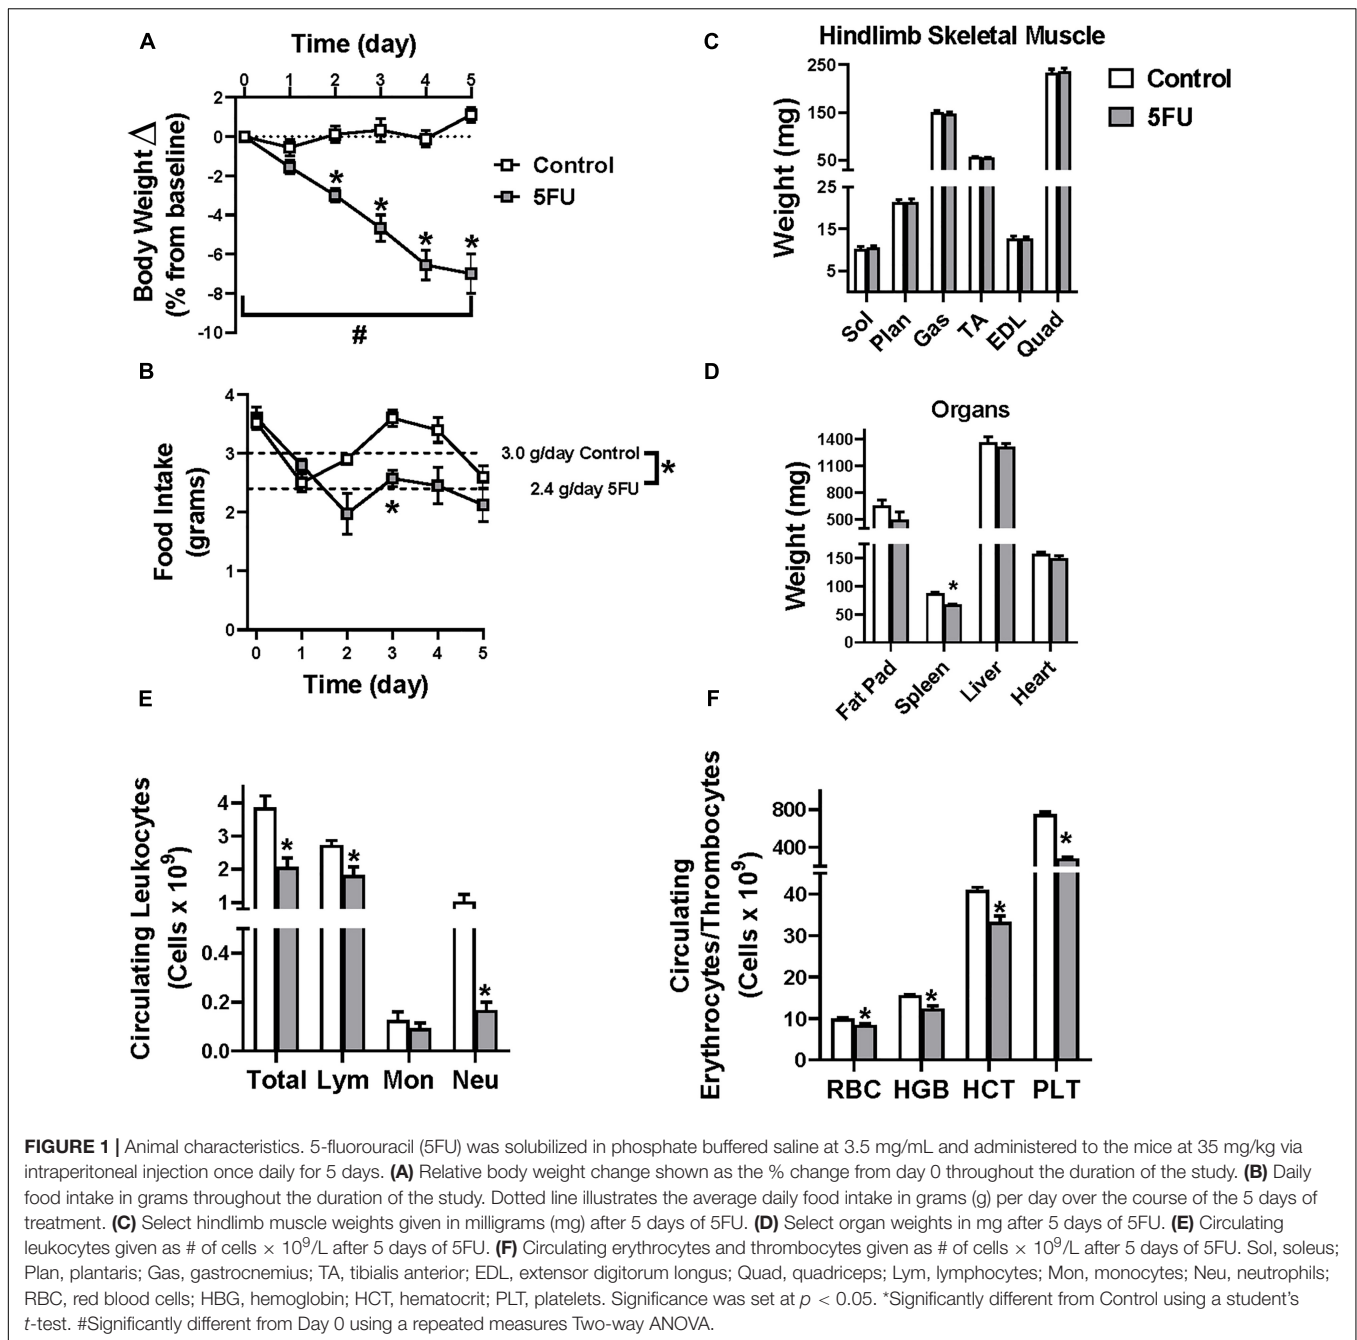 A
Time (day)
0 1 2 3 4 5
2
0
-2
-4
-6
-8
-10
Body Weight △
(% from baseline)
Control
5FU
* * * *
#
C
Hindlimb Skeletal Muscle
Control
5FU
250
150
50
25
15
5
Weight (mg)
Sol Plan Gas TA EDL Quad
B
4
3
2
1
0
Food Intake
(grams)
3.0 g/day Control
2.4 g/day 5FU
*
*
0 1 2 3 4 5
Time (day)
D
Organs
1400
1100
800
500
150
100
50
0
Weight (mg)
*
Fat Pad Spleen Liver Heart
E
4
3
2
1
0.4
0.2
0.0
Circulating Leukocytes
(Cells x 10⁹)
* * *
Total Lym Mon Neu
F
800
400
40
30
20
10
0
Circulating
Erythrocytes/Thrombocytes
(Cells x 10⁹)
* * * *
RBC HGB HCT PLT
FIGURE 1 | Animal characteristics. 5-fluorouracil (5FU) was solubilized in phosphate buffered saline at 3.5 mg/mL and administered to the mice at 35 mg/kg via
intraperitoneal injection once daily for 5 days. (A) Relative body weight change shown as the % change from day 0 throughout the duration of the study. (B) Daily
food intake in grams throughout the duration of the study. Dotted line illustrates the average daily food intake in grams (g) per day over the course of the 5 days of
treatment. (C) Select hindlimb muscle weights given in milligrams (mg) after 5 days of 5FU. (D) Select organ weights in mg after 5 days of 5FU. (E) Circulating
leukocytes given as # of cells × 10⁹/L after 5 days of 5FU. (F) Circulating erythrocytes and thrombocytes given as # of cells × 10⁹/L after 5 days of 5FU. Sol, soleus;
Plan, plantaris; Gas, gastrocnemius; TA, tibialis anterior; EDL, extensor digitorum longus; Quad, quadriceps; Lym, lymphocytes; Mon, monocytes; Neu, neutrophils;
RBC, red blood cells; HBG, hemoglobin; HCT, hematocrit; PLT, platelets. Significance was set at p < 0.05. *Significantly different from Control using a student's
t-test. #Significantly different from Day 0 using a repeated measures Two-way ANOVA.